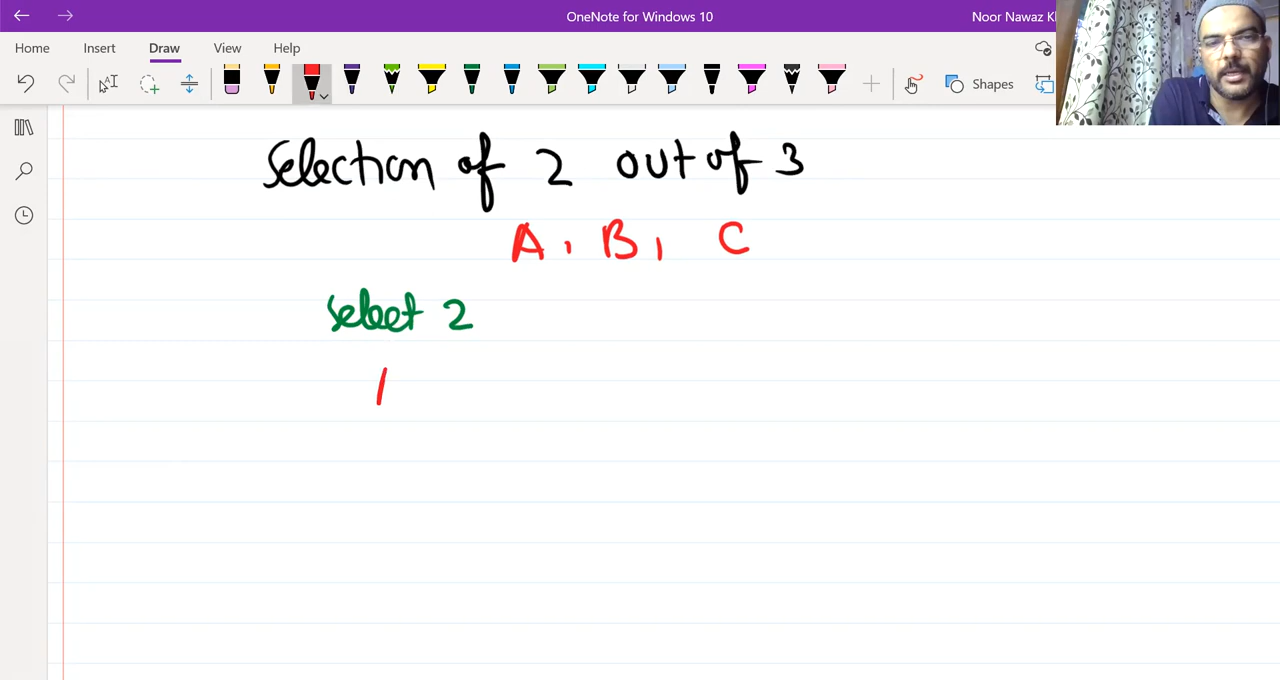 OneNote for Windows 10
Noor Nawaz Kh
Home Insert Draw View Help
Shapes
Selection of 2 out of 3
A, B, C
Select 2